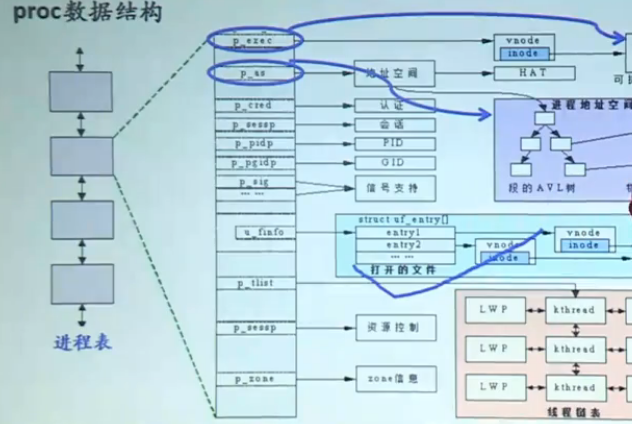 proc数据结构
p_exec
vnode
inode
p_as
地址空间
HAT
p_cred
认证
进程地址空间
p_sessp
会话
p_pidp
PID
p_pgidp
GID
段的AVL树
p_sig
信号支持
... ...
struct uf_entry[]
u_finfo
entry1
vnode
entry2
vnode
inode
... ...
inode
打开的文件
p_tlist
LWP
kthread
p_sessp
资源控制
LWP
kthread
进程表
p_zone
zone信息
LWP
kthread
线程链表